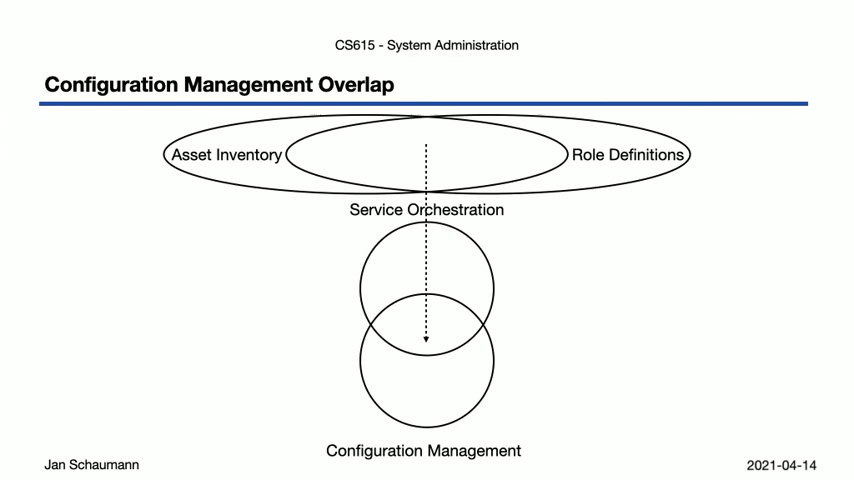 CS615 - System Administration
Configuration Management Overlap
Asset Inventory
Role Definitions
Service Orchestration
Configuration Management
Jan Schaumann
2021-04-14